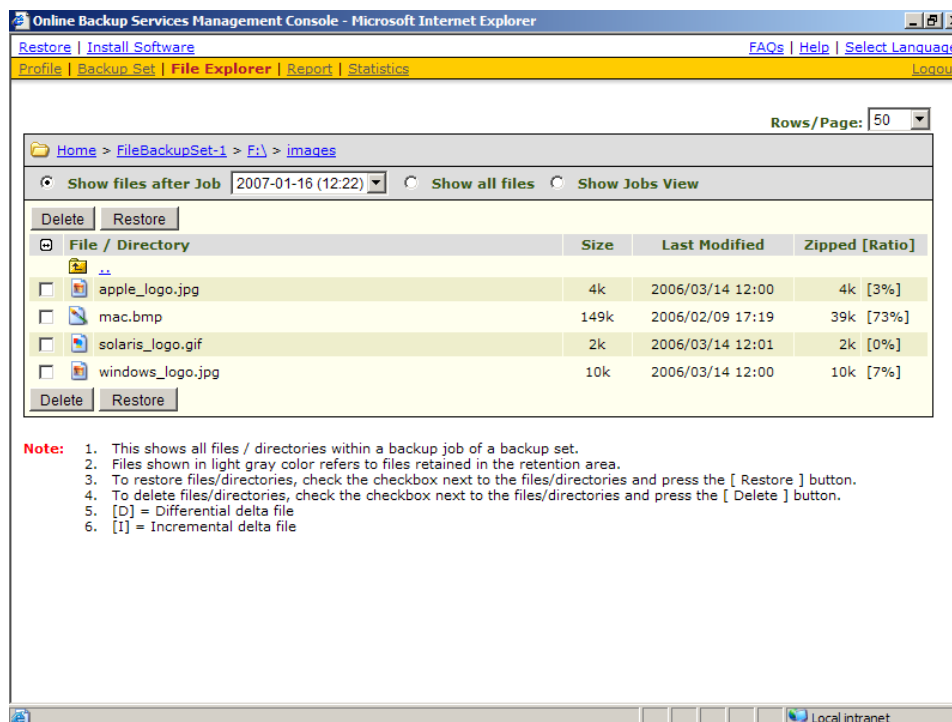 Online Backup Services Management Console - Microsoft Internet Explorer
Restore | Install Software FAQs | Help | Select Language
Profile | Backup Set | File Explorer | Report | Statistics Logou
Rows/Page: 50
Home > FileBackupSet-1 > F:\ > images
Show files after Job 2007-01-16 (12:22) Show all files Show Jobs View
Delete Restore
File / Directory Size Last Modified Zipped [Ratio]
..
apple_logo.jpg 4k 2006/03/14 12:00 4k [3%]
mac.bmp 149k 2006/02/09 17:19 39k [73%]
solaris_logo.gif 2k 2006/03/14 12:01 2k [0%]
windows_logo.jpg 10k 2006/03/14 12:00 10k [7%]
Delete Restore
Note: 1. This shows all files / directories within a backup job of a backup set.
2. Files shown in light gray color refers to files retained in the retention area.
3. To restore files/directories, check the checkbox next to the files/directories and press the [ Restore ] button.
4. To delete files/directories, check the checkbox next to the files/directories and press the [ Delete ] button.
5. [D] = Differential delta file
6. [I] = Incremental delta file
Local intranet